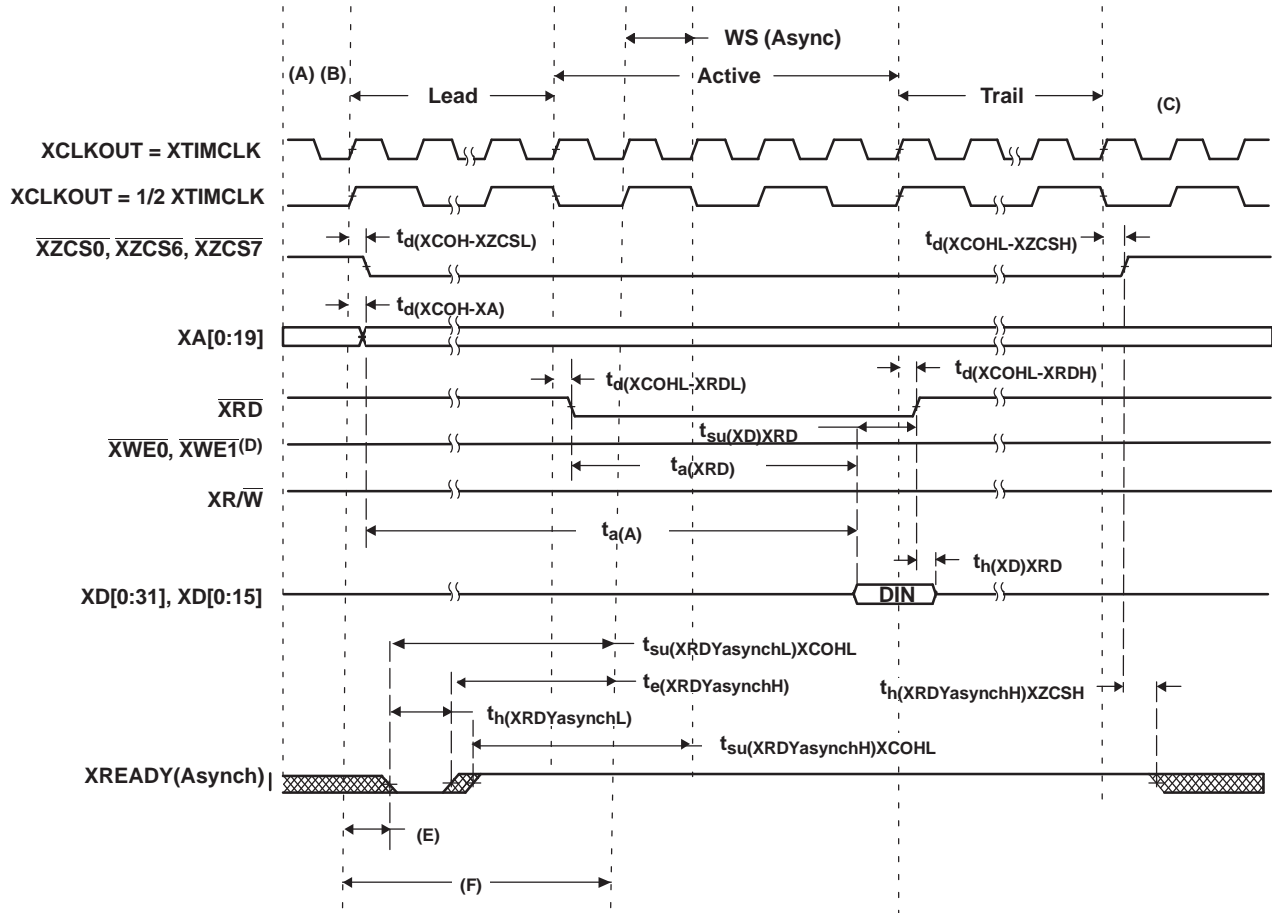 WS (Async)
(A) (B)
Active
Lead
Trail
(C)
XCLKOUT = XTIMCLK
XCLKOUT = 1/2 XTIMCLK
td(XCOH-XZCSL)
td(XCOHL-XZCSH)
XZCS0, XZCS6, XZCS7
td(XCOH-XA)
XA[0:19]
td(XCOHL-XRDL)
td(XCOHL-XRDH)
XRD
tsu(XD)XRD
XWE0, XWE1(D)
ta(XRD)
XR/W
ta(A)
th(XD)XRD
XD[0:31], XD[0:15]
DIN
tsu(XRDYasynchL)XCOHL
te(XRDYasynchH)
th(XRDYasynchH)XZCSH
th(XRDYasynchL)
tsu(XRDYasynchH)XCOHL
XREADY(Asynch)
(E)
(F)